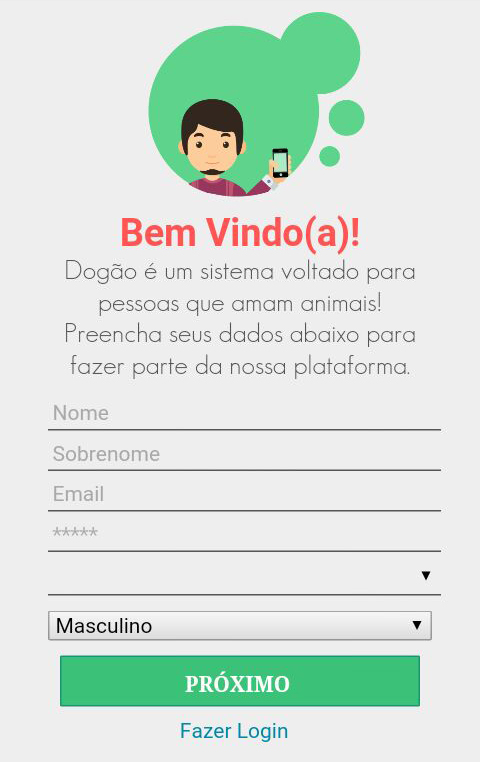 Bem Vindo(a)!
Dogão é um sistema voltado para
pessoas que amam animais!
Preencha seus dados abaixo para
fazer parte da nossa plataforma.
Nome
Sobrenome
Email
*****
Masculino
PRÓXIMO
Fazer Login